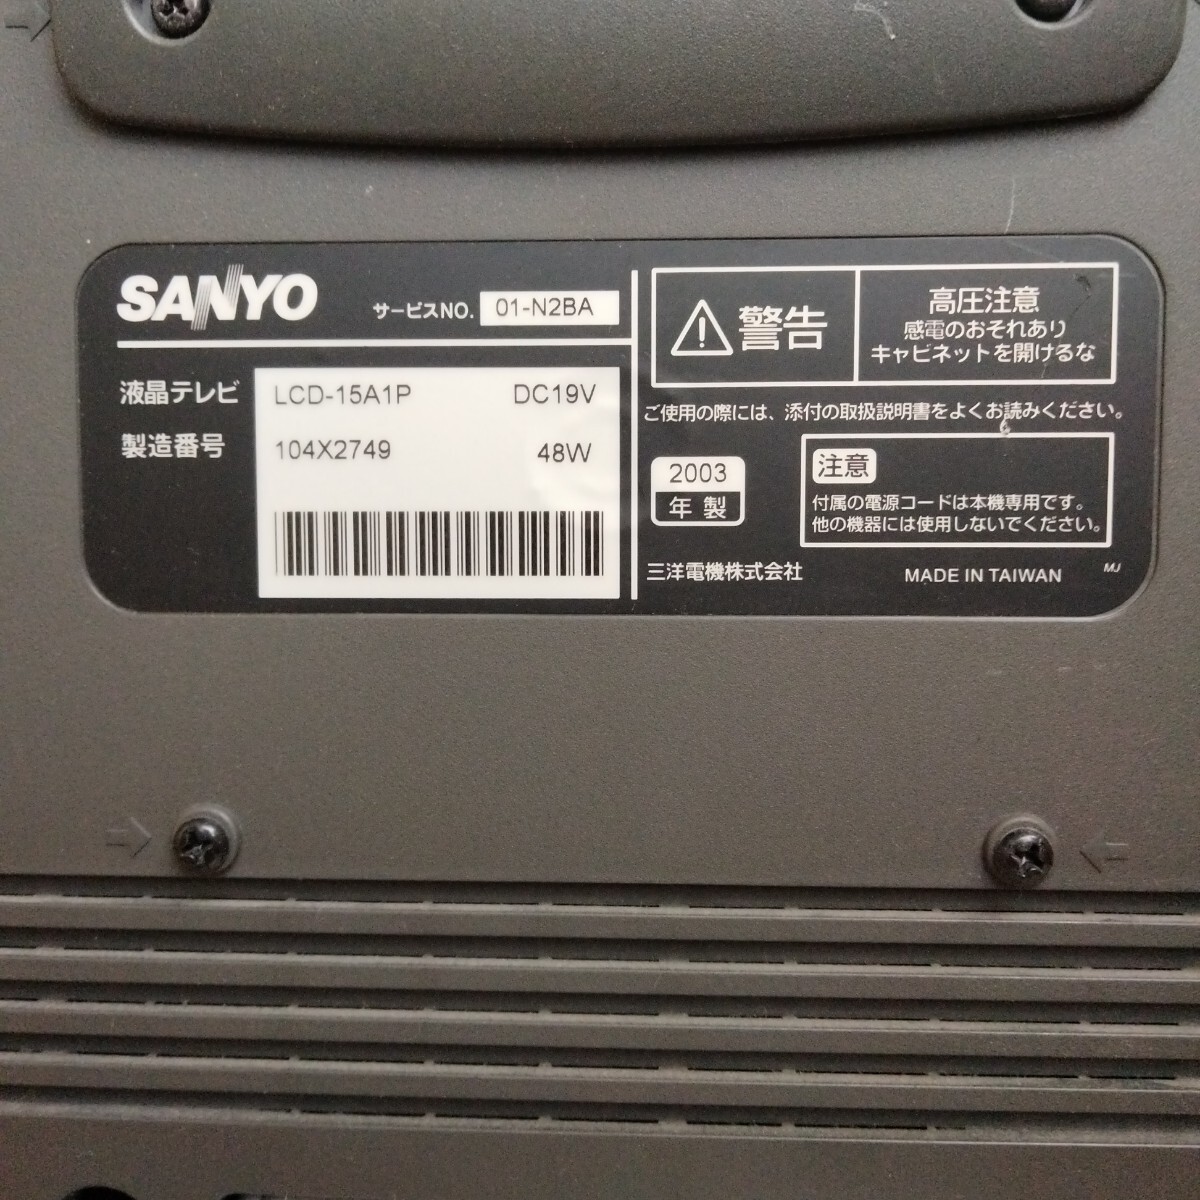 SANYO サービスNO. 01-N2BA
液晶テレビ LCD-15A1P DC19V
製造番号 104X2749 48W
警告
高圧注意
感電のおそれあり
キャビネットを開けるな
ご使用の際には、添付の取扱説明書をよくお読みください。
2003
年製
注意
付属の電源コードは本機専用です。
他の機器には使用しないでください。
三洋電機株式会社 MADE IN TAIWAN MJ